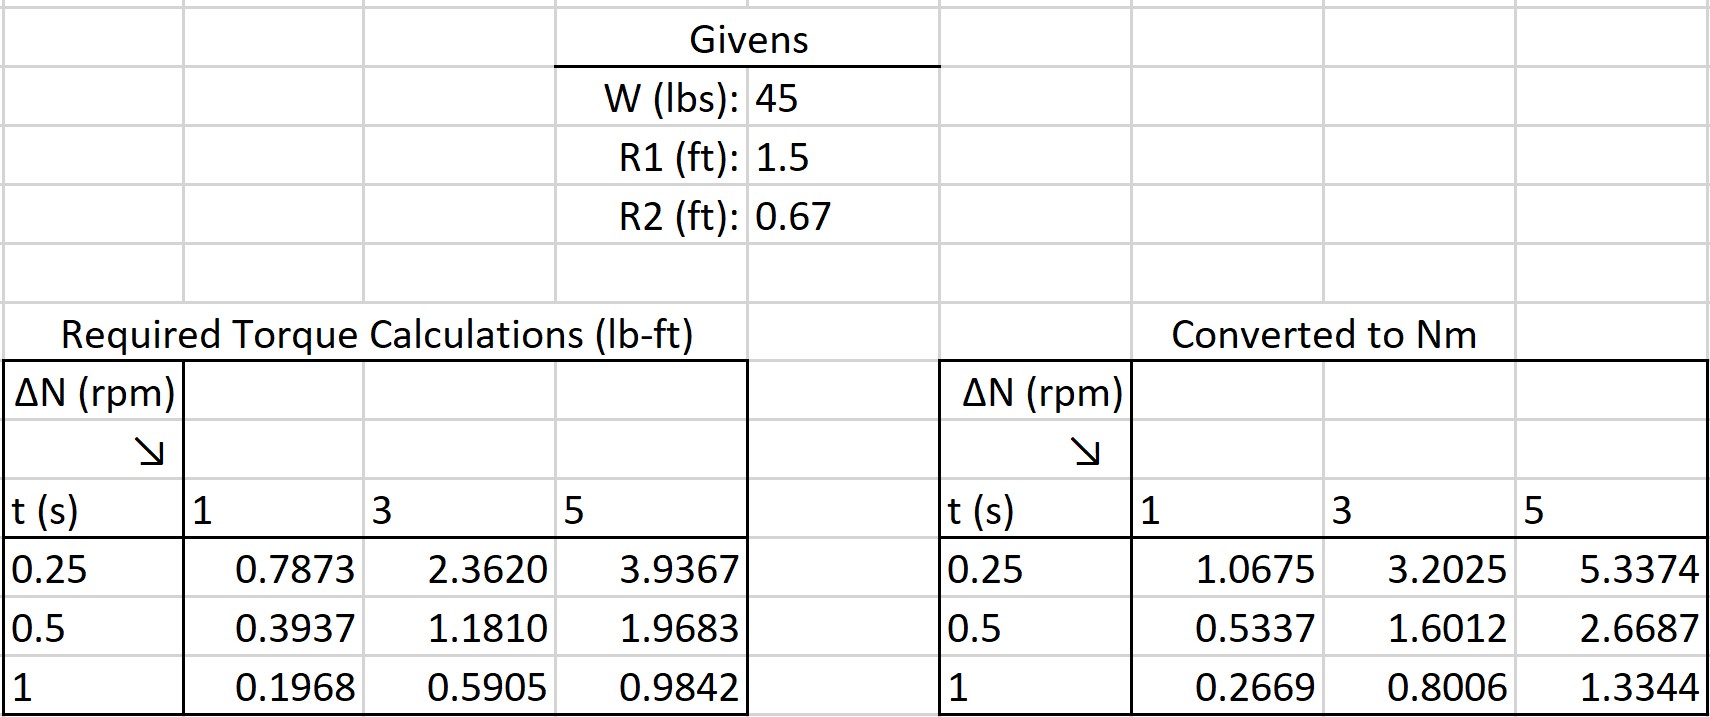 Givens
W (lbs): 45
R1 (ft): 1.5
R2 (ft): 0.67
Required Torque Calculations (lb-ft) Converted to Nm
ΔN (rpm) ΔN (rpm)
↘ ↘
t (s) 1 3 5 t (s) 1 3 5
0.25 0.7873 2.3620 3.9367 0.25 1.0675 3.2025 5.3374
0.5 0.3937 1.1810 1.9683 0.5 0.5337 1.6012 2.6687
1 0.1968 0.5905 0.9842 1 0.2669 0.8006 1.3344